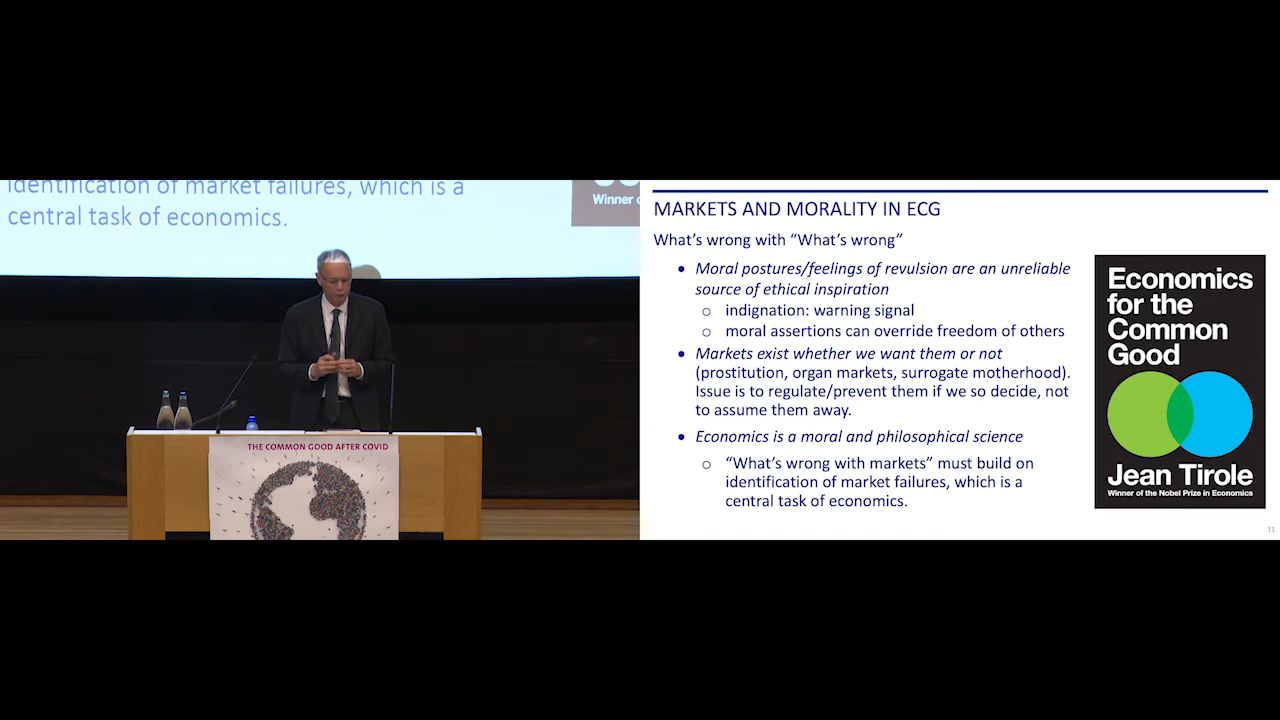 identification of market failures, which is a
central task of economics.
Winner
THE COMMON GOOD AFTER COVID
MARKETS AND MORALITY IN ECG
What's wrong with "What's wrong"
• Moral postures/feelings of revulsion are an unreliable
source of ethical inspiration
o indignation: warning signal
o moral assertions can override freedom of others
• Markets exist whether we want them or not
(prostitution, organ markets, surrogate motherhood).
Issue is to regulate/prevent them if we so decide, not
to assume them away.
• Economics is a moral and philosophical science
o "What's wrong with markets" must build on
identification of market failures, which is a
central task of economics.
Economics
for the
Common
Good
Jean Tirole
Winner of the Nobel Prize in Economics
11